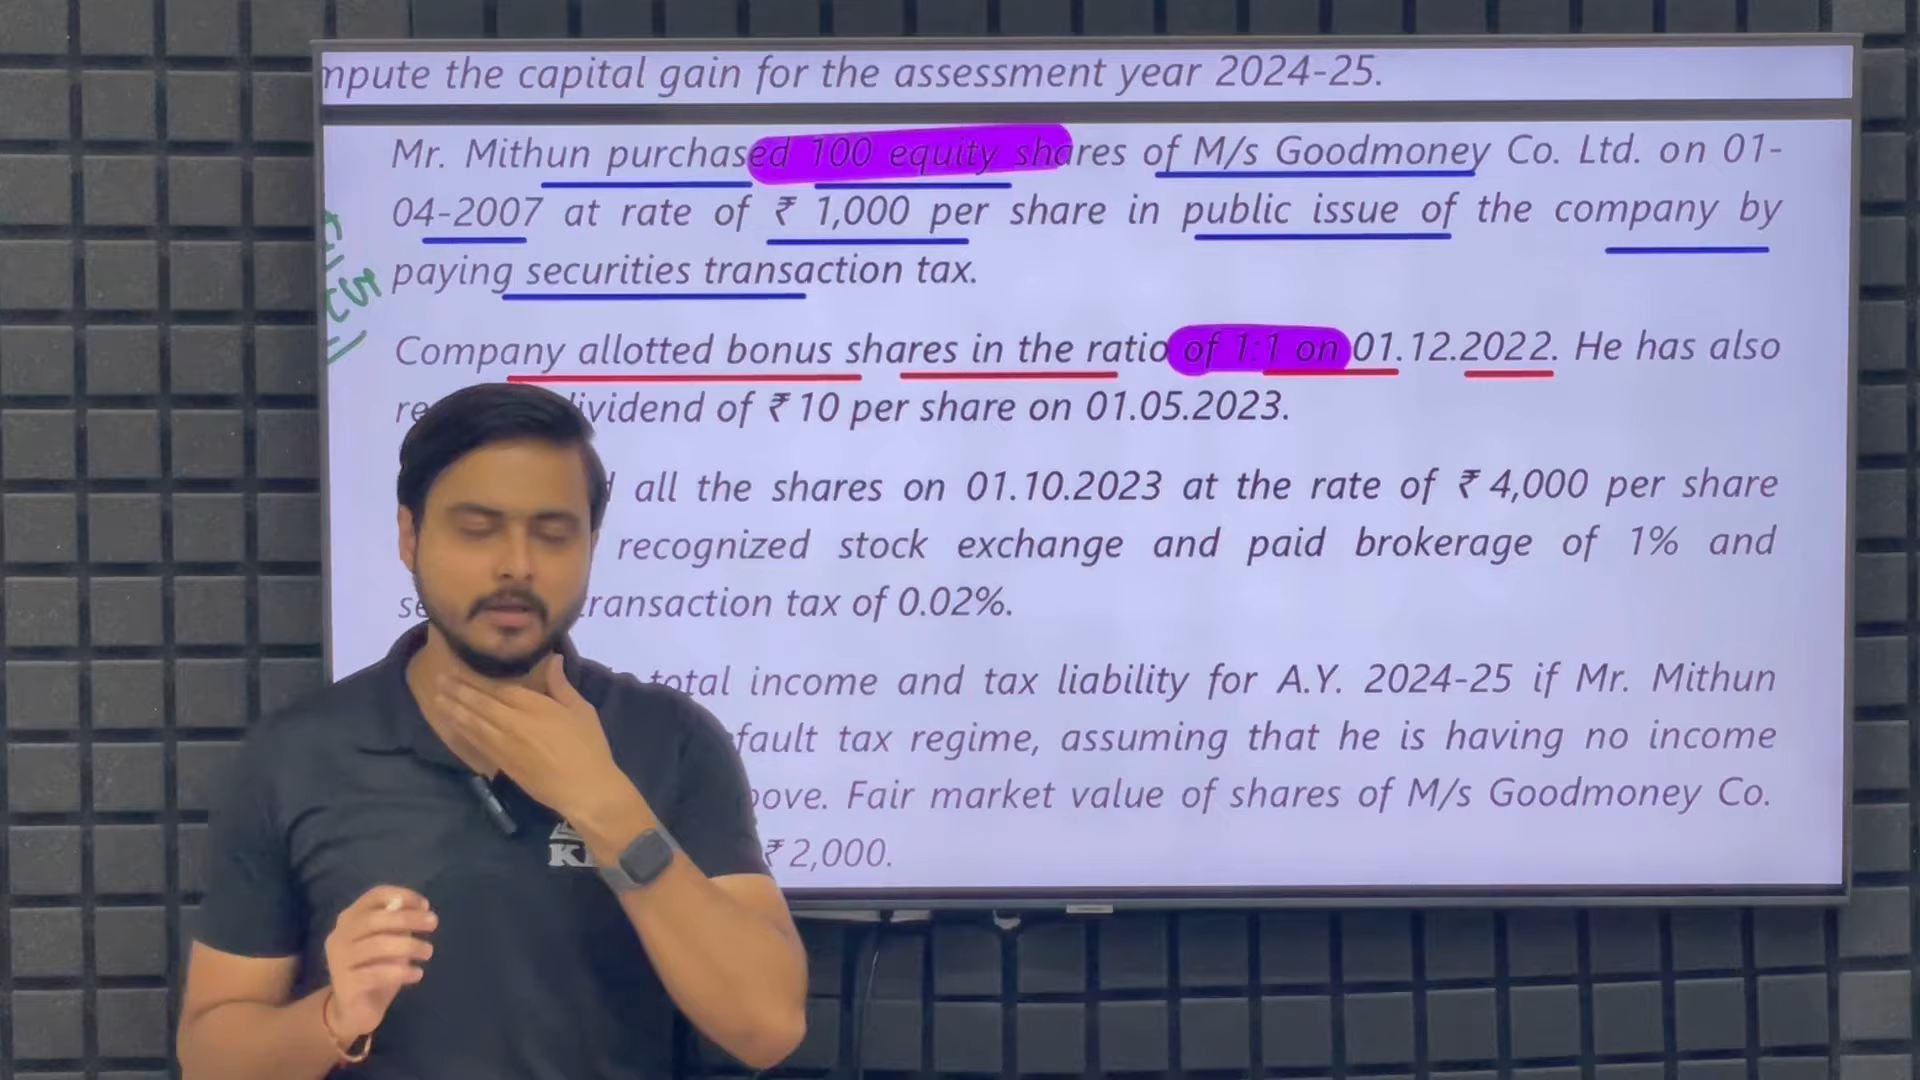 mpute the capital gain for the assessment year 2024-25.
Mr. Mithun purchased 100 equity shares of M/s Goodmoney Co. Ltd. on 01-
04-2007 at rate of ₹ 1,000 per share in public issue of the company by
paying securities transaction tax.
Company allotted bonus shares in the ratio of 1:1 on 01.12.2022. He has also
re ividend of ₹ 10 per share on 01.05.2023.
all the shares on 01.10.2023 at the rate of ₹ 4,000 per share
recognized stock exchange and paid brokerage of 1% and
se ransaction tax of 0.02%.
total income and tax liability for A.Y. 2024-25 if Mr. Mithun
fault tax regime, assuming that he is having no income
ove. Fair market value of shares of M/s Goodmoney Co.
₹ 2,000.